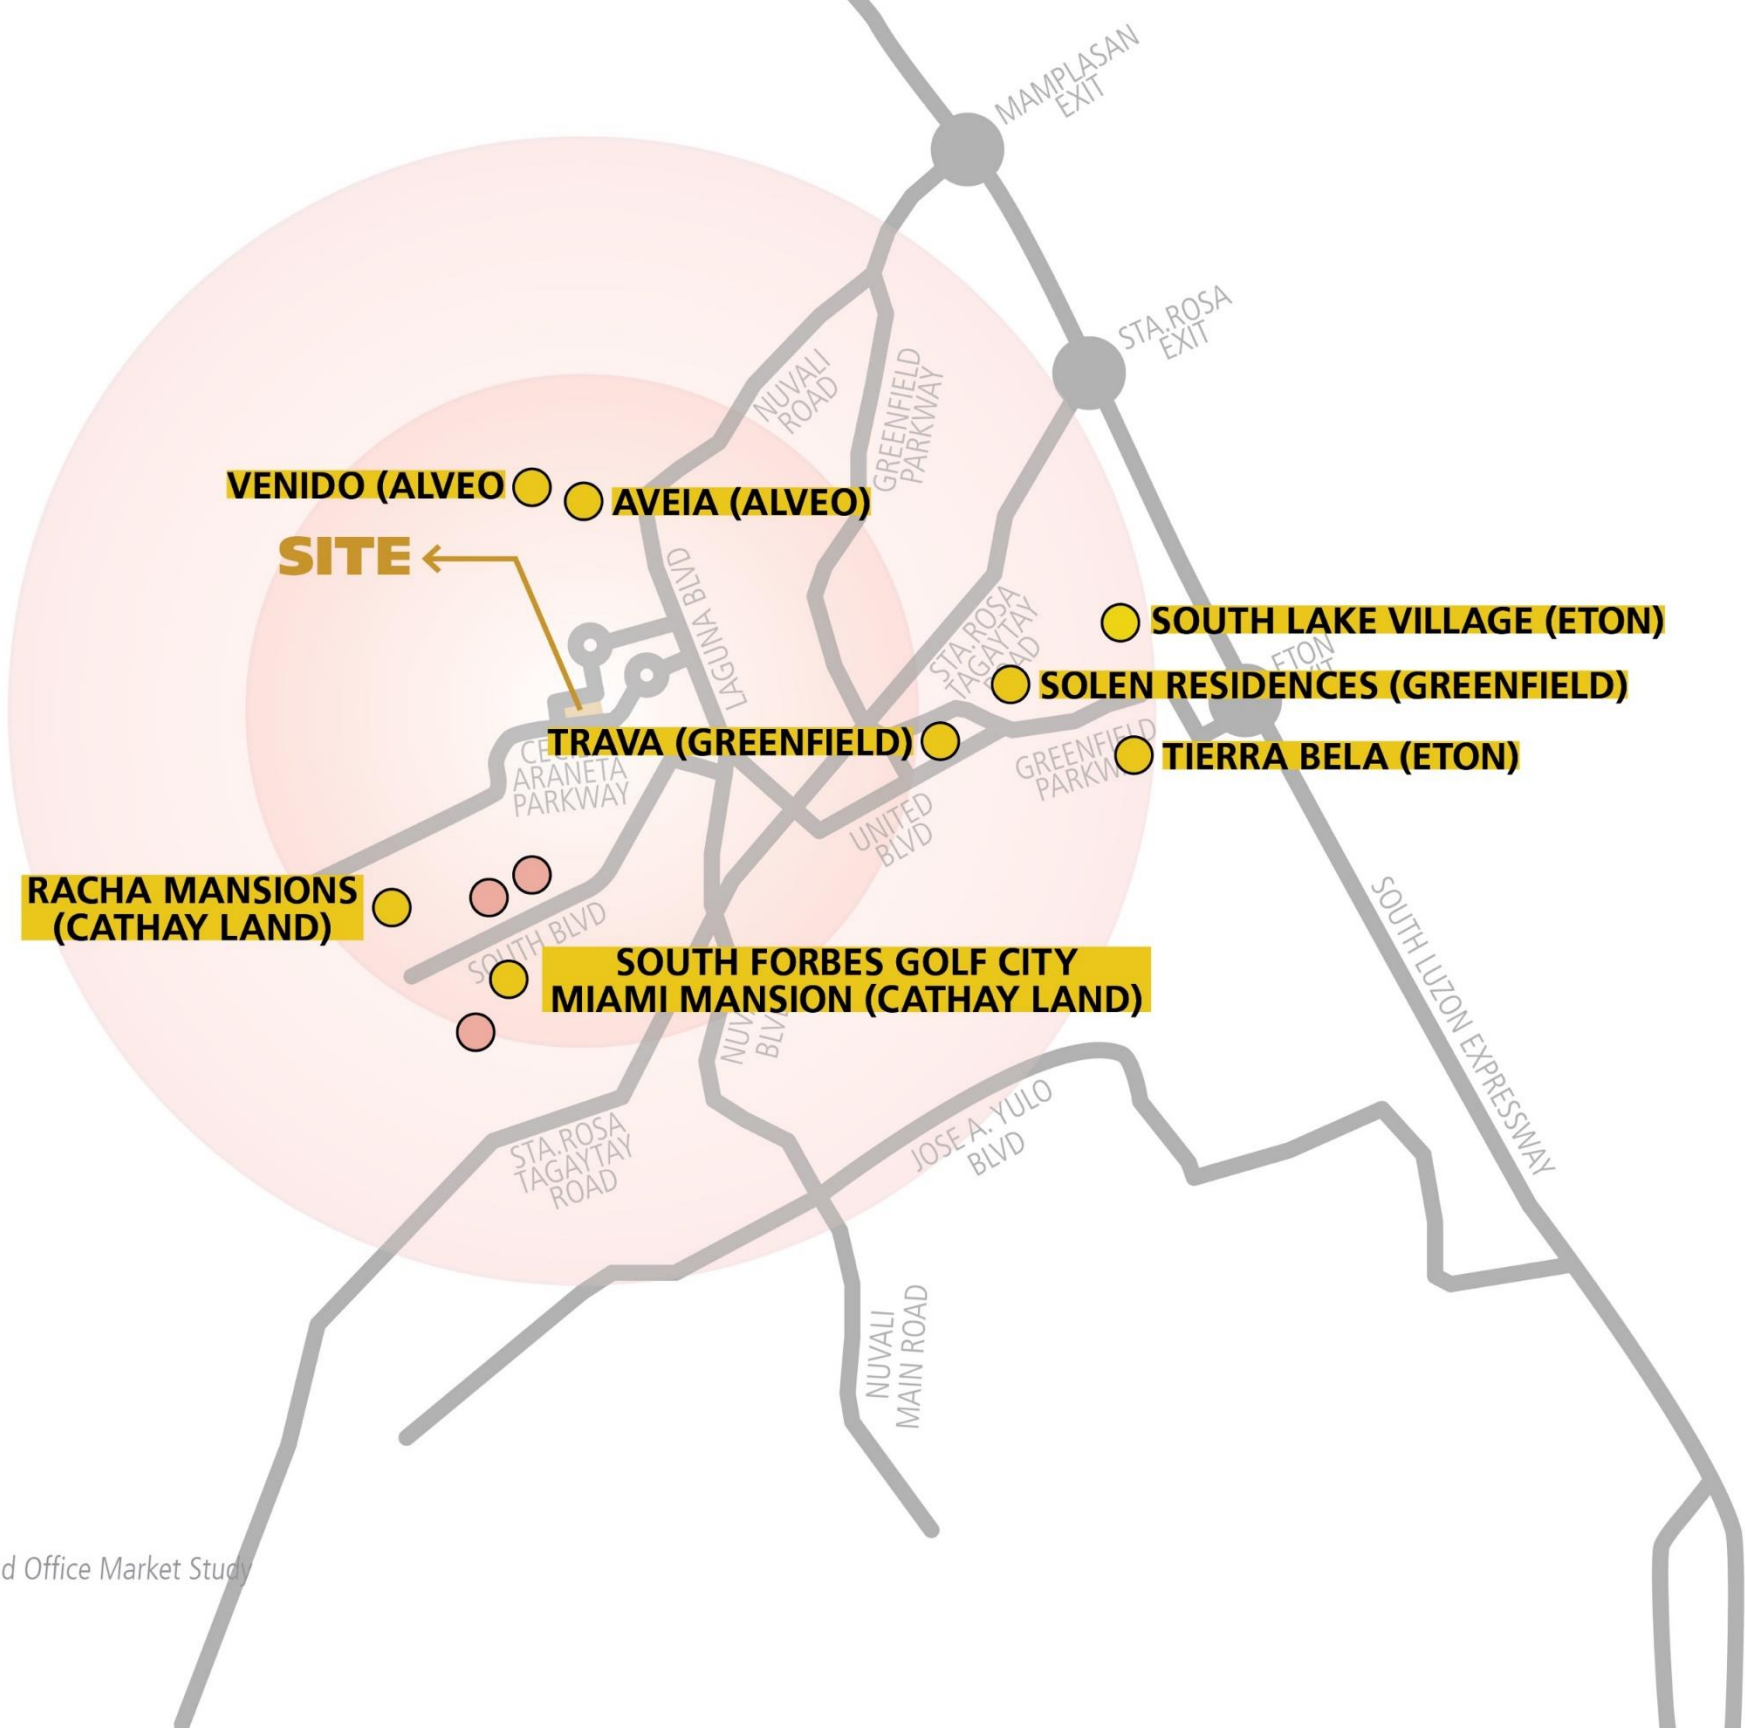 MAMPLASAN
EXIT
STA.ROSA
EXIT
NUVALI
ROAD
GREENFIELD
PARKWAY
VENIDO (ALVEO
AVEIA (ALVEO)
SITE
LAGUNA BLVD
STA.ROSA
TAGAYTAY
SOUTH LAKE VILLAGE (ETON)
ETON
SOLEN RESIDENCES (GREENFIELD)
TRAVA (GREENFIELD)
GREENFIELD
TIERRA BELA (ETON)
ARANETA
PARKWAY
UNITED
BLVD
RACHA MANSIONS
(CATHAY LAND)
SOUTH BLVD
SOUTH FORBES GOLF CITY
MIAMI MANSION (CATHAY LAND)
SOUTH LUZON EXPRESSWAY
JOSE A. YULO
BLVD
STA.ROSA
TAGAYTAY
ROAD
NUVALI
MAIN ROAD
d Office Market Study